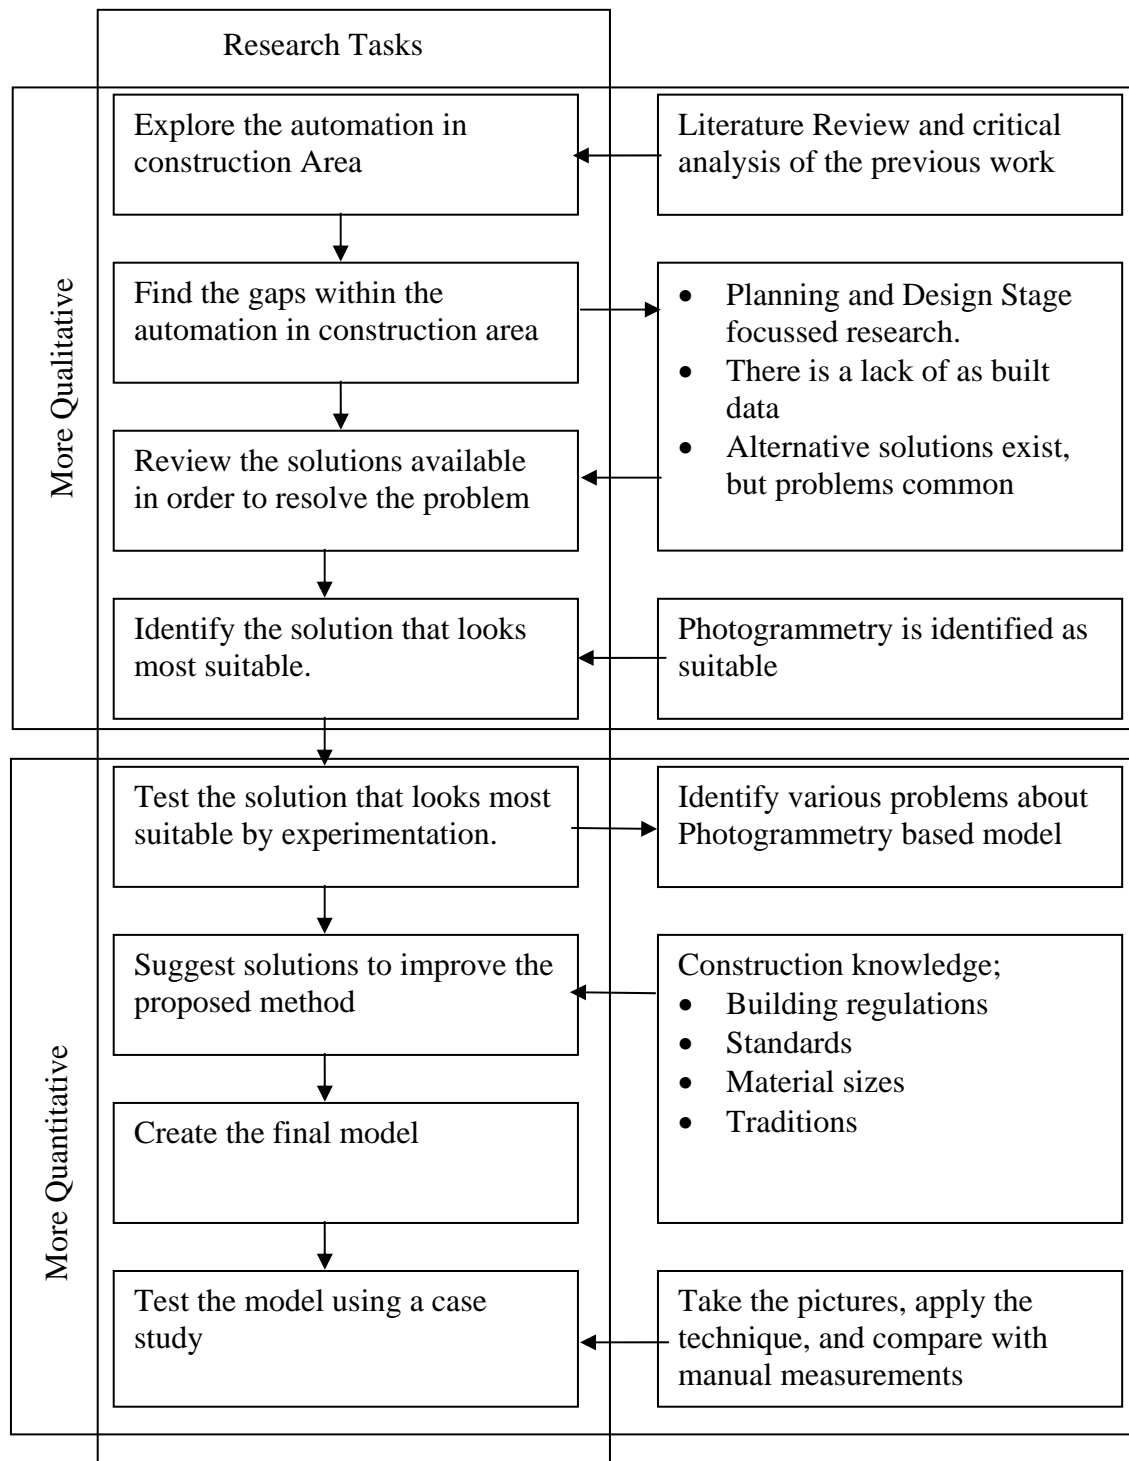 Research Tasks
More Qualitative
Explore the automation in
construction Area
Literature Review and critical
analysis of the previous work
Find the gaps within the
automation in construction area
• Planning and Design Stage
focussed research.
• There is a lack of as built
data
• Alternative solutions exist,
but problems common
Review the solutions available
in order to resolve the problem
Identify the solution that looks
most suitable.
Photogrammetry is identified as
suitable
More Quantitative
Test the solution that looks most
suitable by experimentation.
Identify various problems about
Photogrammetry based model
Suggest solutions to improve the
proposed method
Construction knowledge;
• Building regulations
• Standards
• Material sizes
• Traditions
Create the final model
Test the model using a case
study
Take the pictures, apply the
technique, and compare with
manual measurements